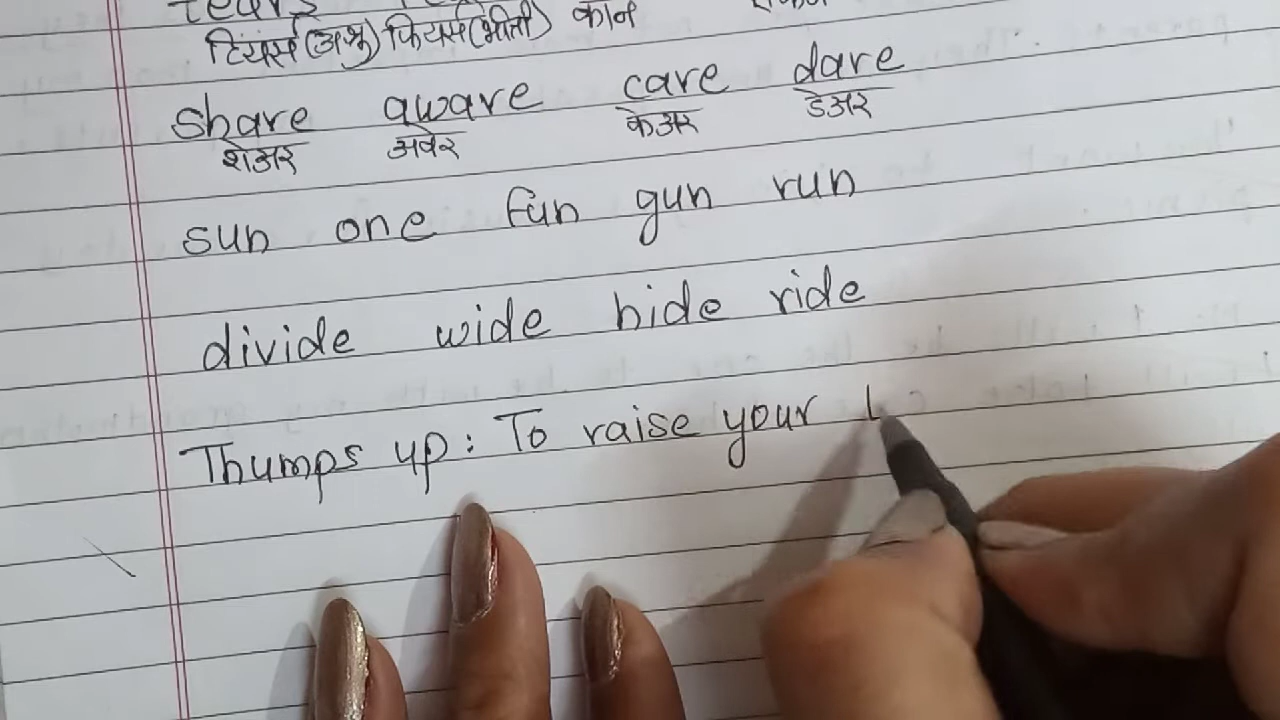 tears
टियर्स (अश्रू) फियर्स (भीती) कान
share aware care dare
शेअर अवेर केअर डेअर
sun one fun gun run
divide wide hide ride
Thumps up: To raise your